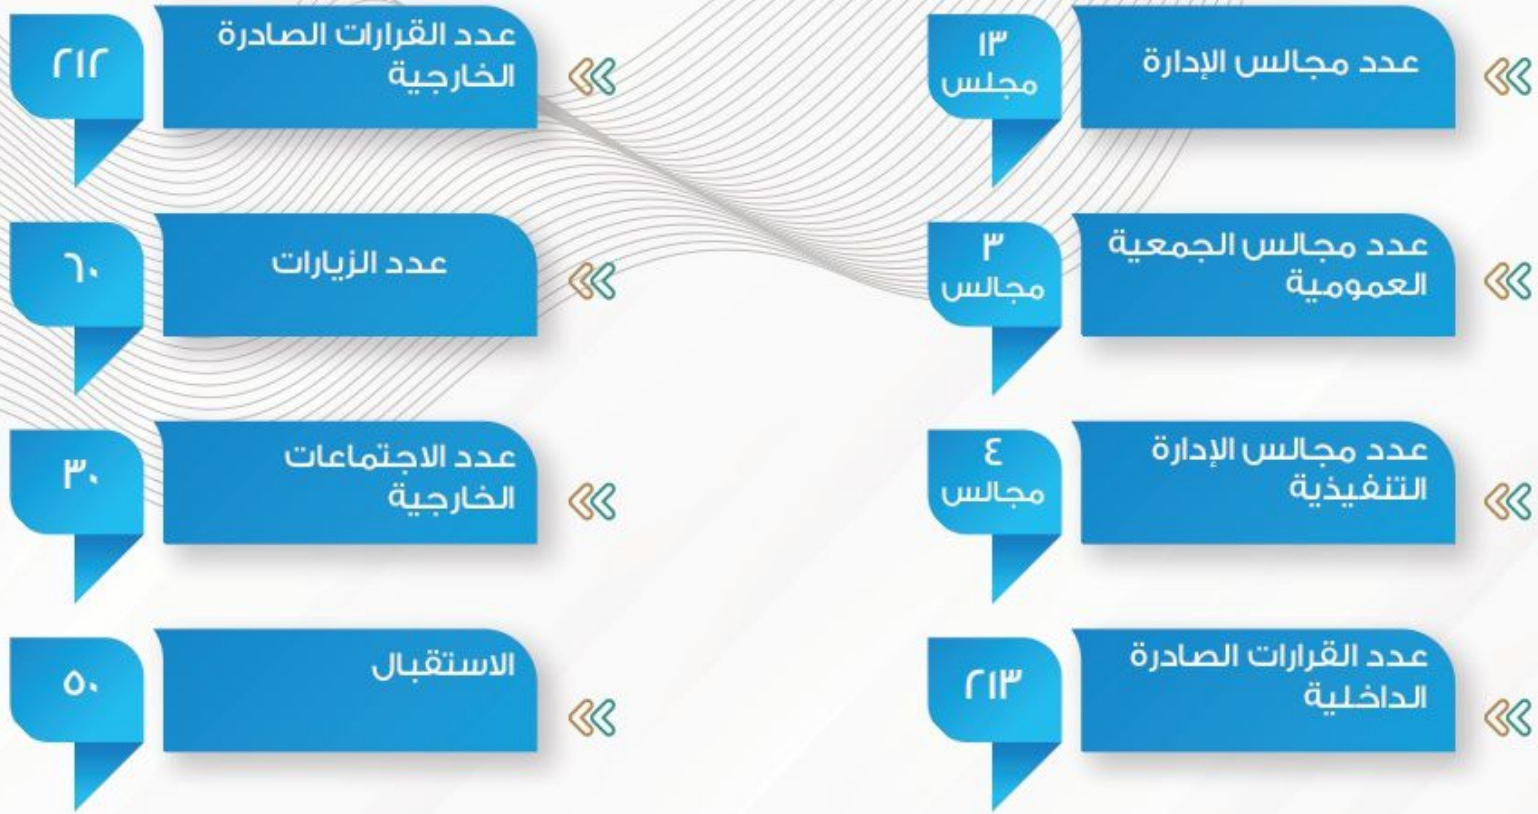 عدد مجالس الإدارة
١٣
مجلس
عدد مجالس الجمعية
العمومية
٣
مجالس
عدد مجالس الإدارة
التنفيذية
٤
مجالس
عدد القرارات الصادرة
الداخلية
٢١٣
عدد القرارات الصادرة
الخارجية
٢١٢
عدد الزيارات
٦٠
عدد الاجتماعات
الخارجية
٣٠
الاستقبال
٥٠